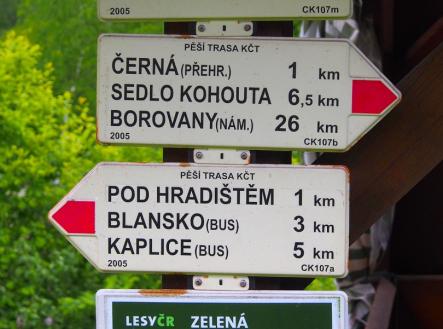 2005 CK107m
PĚŠÍ TRASA KČT
ČERNÁ (PŘEHR.) 1 km
SEDLO KOHOUTA 6,5 km
BOROVANY (NÁM.) 26 km
2005 CK107b
PĚŠÍ TRASA KČT
POD HRADIŠTĚM 1 km
BLANSKO (BUS) 3 km
KAPLICE (BUS) 5 km
2005 CK107a
LESYČR ZELENÁ